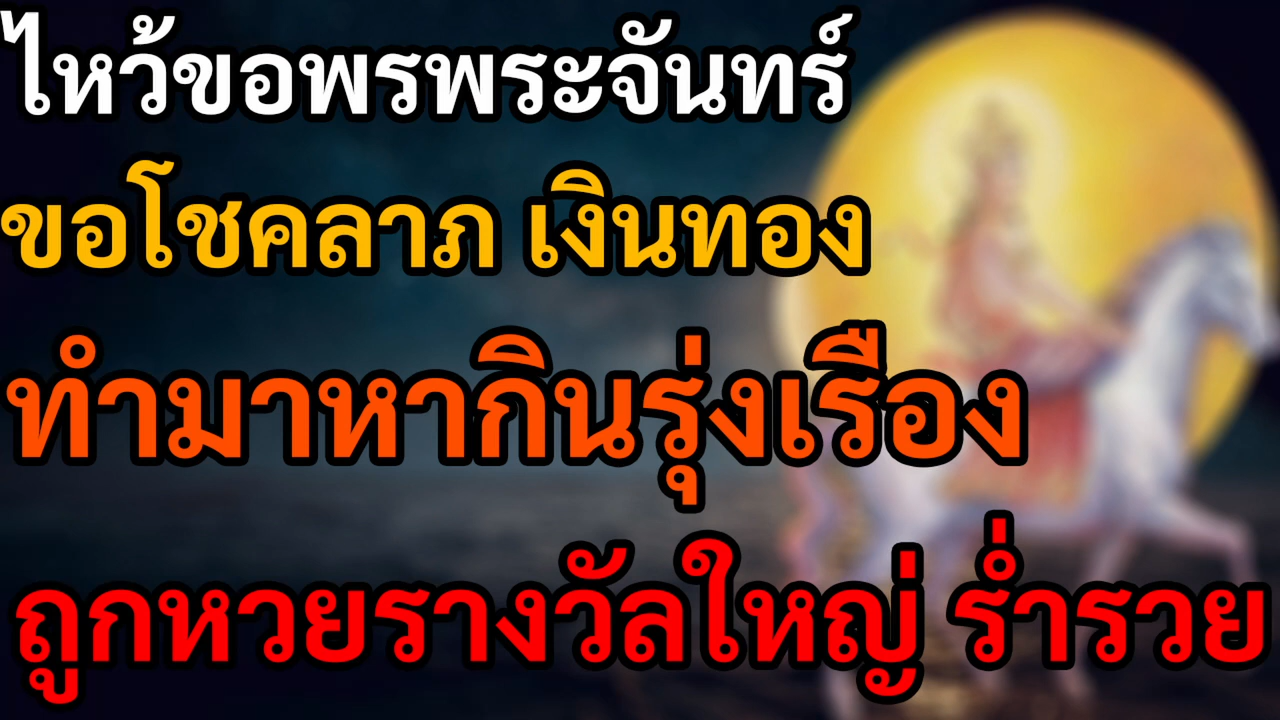 ไหว้ขอพรพระจันทร์
ขอโชคลาภ เงินทอง
ทำมาหากินรุ่งเรือง
ถูกหวยรางวัลใหญ่ ร่ำรวย